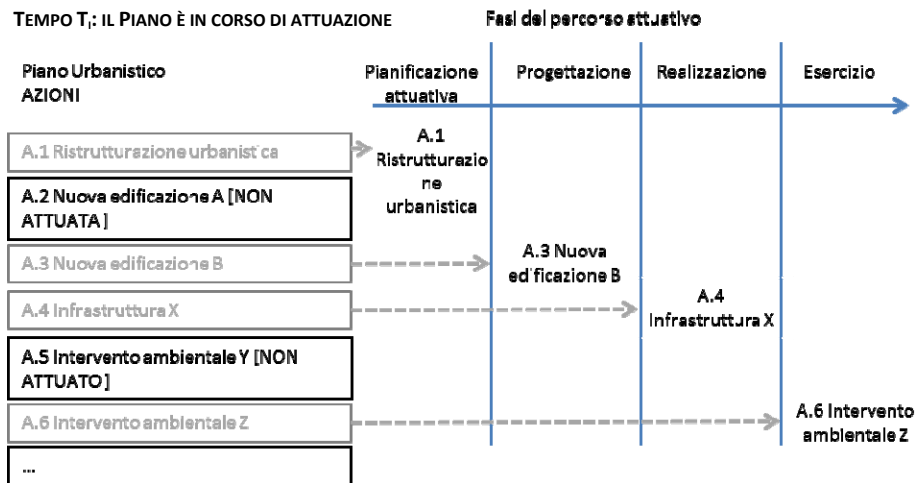 TEMPO Ti: IL PIANO È IN CORSO DI ATTUAZIONE
Fasi del percorso attuativo
Piano Urbanistico
AZIONI
Pianificazione
attuativa
Progettazione
Realizzazione
Esercizio
A.1 Ristrutturazione urbanistica
A.1
Ristrutturazio
ne
urbanistica
A.2 Nuova edificazione A [NON
ATTUATA]
A.3 Nuova edificazione B
A.3 Nuova
edificazione B
A.4 Infrastruttura X
A.4
Infrastruttura X
A.5 Intervento ambientale Y [NON
ATTUATO]
A.6 Intervento ambientale Z
A.6 Intervento
ambientale Z
...